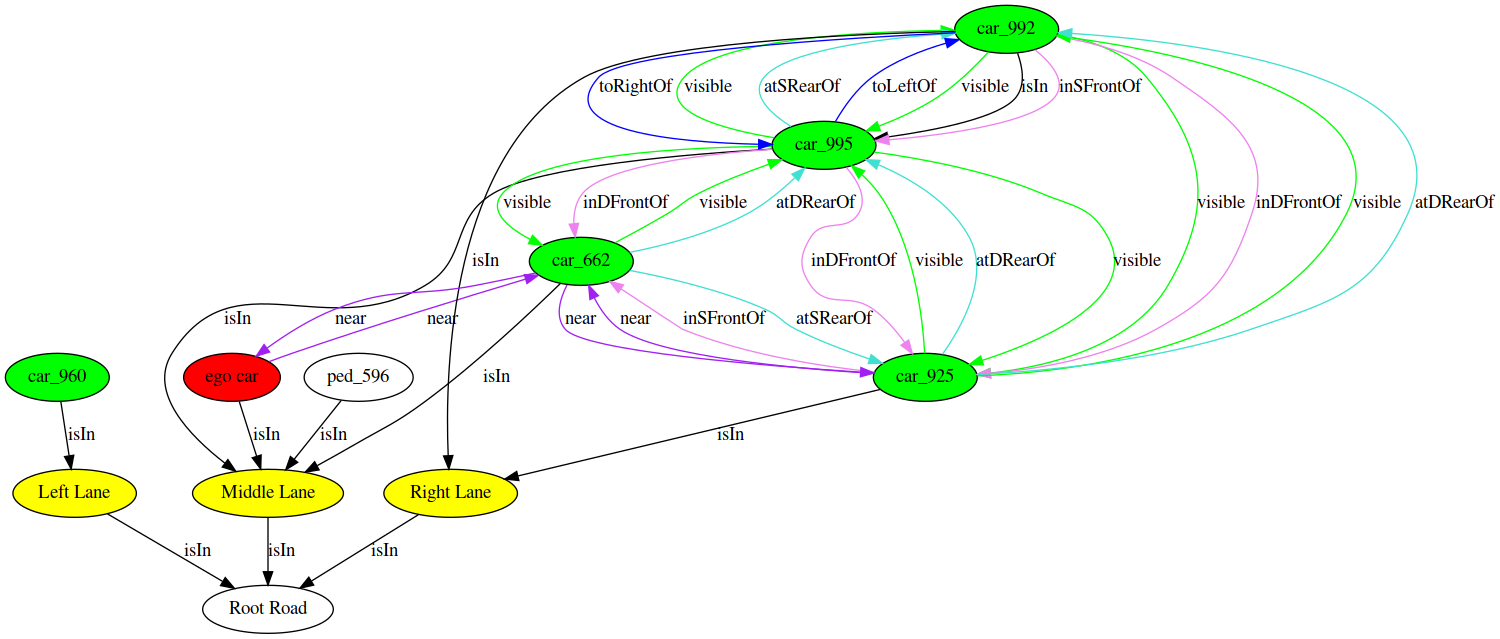 car_992
toRightOf visible atSRearOf toLeftOf visible isIn inSFrontOf
car_995
visible inDFrontOf visible atDRearOf visible inDFrontOf visible atDRearOf
isIn car_662 inDFrontOf visible atDRearOf visible
isIn near near near near inSFrontOf atSRearOf
car_960 ego car ped_596 isIn car_925
isIn isIn isIn isIn
Left Lane Middle Lane Right Lane
isIn isIn isIn
Root Road